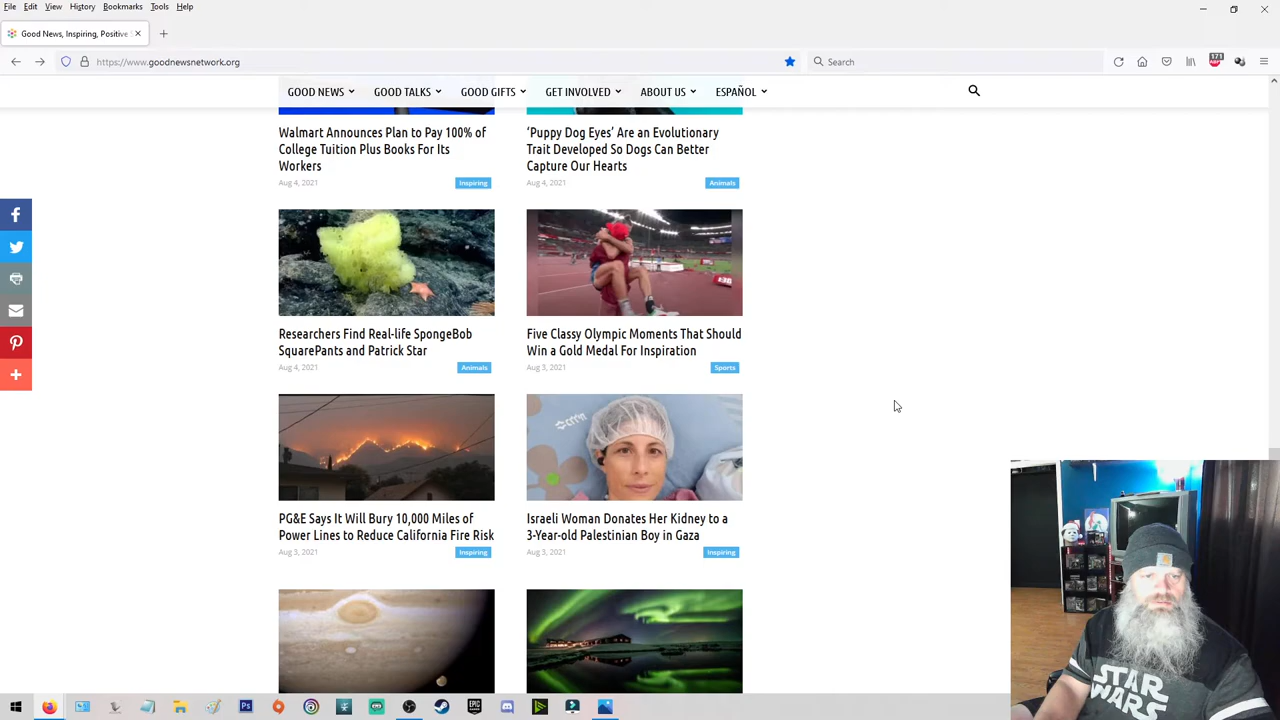 File Edit View History Bookmarks Tools Help
Good News, Inspiring, Positive
https://www.goodnewsnetwork.org
Search
171
GOOD NEWS GOOD TALKS GOOD GIFTS GET INVOLVED ABOUT US ESPAÑOL
Walmart Announces Plan to Pay 100% of
College Tuition Plus Books For Its
Workers
Aug 4, 2021 Inspiring
‘Puppy Dog Eyes’ Are an Evolutionary
Trait Developed So Dogs Can Better
Capture Our Hearts
Aug 4, 2021 Animals
Researchers Find Real-life SpongeBob
SquarePants and Patrick Star
Aug 4, 2021 Animals
Five Classy Olympic Moments That Should
Win a Gold Medal For Inspiration
Aug 3, 2021 Sports
PG&E Says It Will Bury 10,000 Miles of
Power Lines to Reduce California Fire Risk
Aug 3, 2021 Inspiring
Israeli Woman Donates Her Kidney to a
3-Year-old Palestinian Boy in Gaza
Aug 3, 2021 Inspiring
STAR
WARS